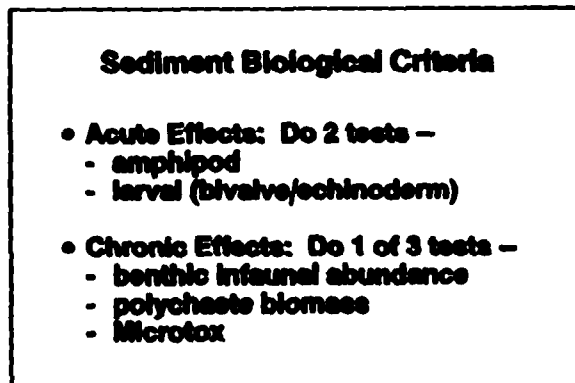 Sediment Biological Criteria
• Acute Effects: Do 2 tests –
- amphipod
- larval (bivalve/echinoderm)
• Chronic Effects: Do 1 of 3 tests –
- benthic infaunal abundance
- polychaete biomass
- Microtox